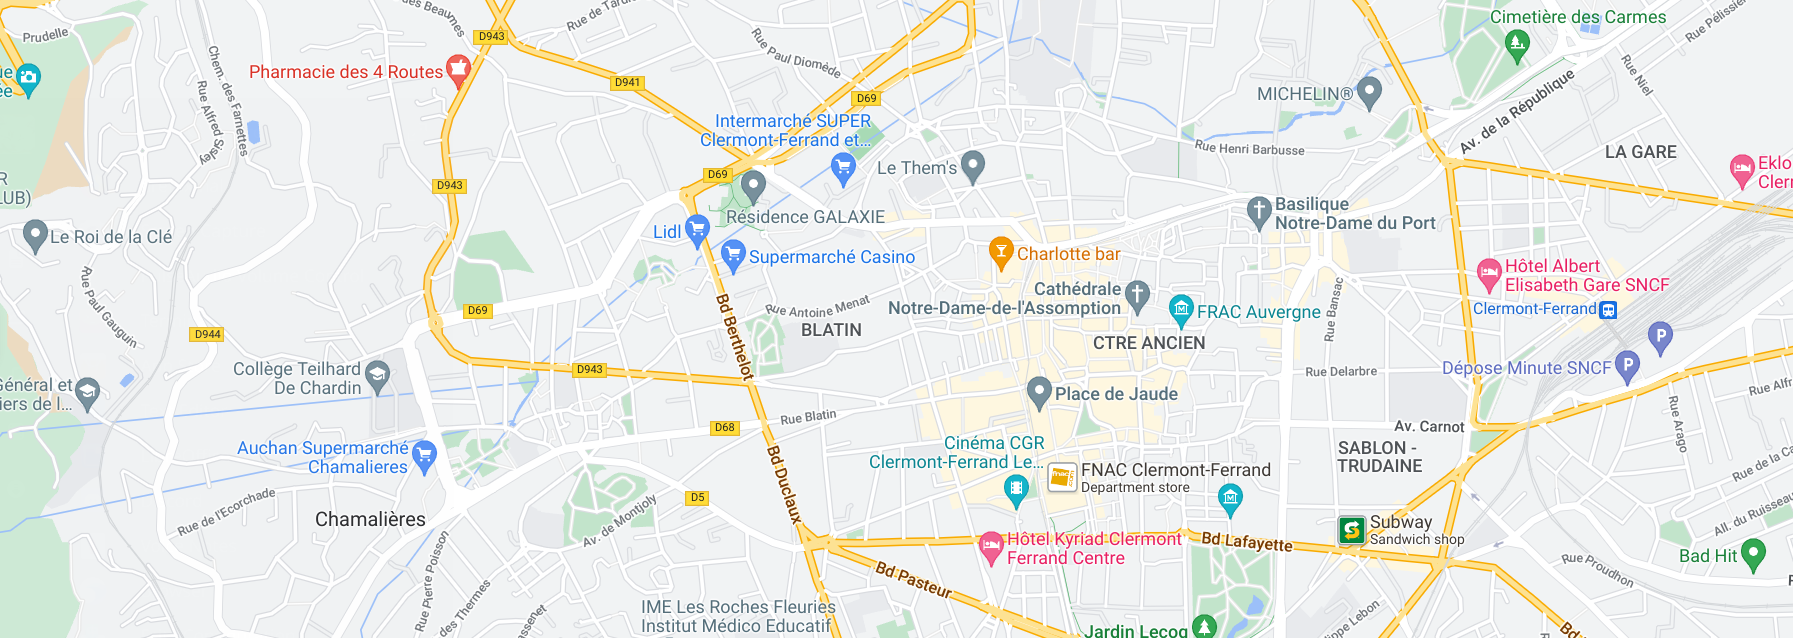 des Beaumes
Rue de Tardi
Cimetière des Carmes
Rue Pélissier
Prudelle
D943
Rue Paul Diomède
ue
ée
Pharmacie des 4 Routes
D941
D69
MICHELIN®
Rue Niel
Av. de la République
Chem. des Farnettes
Rue Alfred Sisley
Intermarché SUPER
Clermont-Ferrand et...
Rue Henri Barbusse
LA GARE
Le Them's
Eklo
Clerm
R
LUB)
D943
D69
Résidence GALAXIE
Basilique
Notre-Dame du Port
Le Roi de la Clé
Lidl
Supermarché Casino
Charlotte bar
Hôtel Albert
Elisabeth Gare SNCF
Rue Paul Gauguin
Bd Berthelot
Rue Antoine Menat
Cathédrale
Notre-Dame-de-l'Assomption
FRAC Auvergne
Rue Bansac
Clermont-Ferrand
P
D944
D69
BLATIN
CTRE ANCIEN
Général et
iers de l...
Collège Teilhard
De Chardin
D943
Rue Delarbre
Dépose Minute SNCF
P
Rue Alfr
Place de Jaude
Rue Blatin
D68
Av. Carnot
Rue Arago
Auchan Supermarché
Chamalieres
Bd Duclaux
Cinéma CGR
Clermont-Ferrand Le...
SABLON -
TRUDAINE
Rue de la Ca
fnac
FNAC Clermont-Ferrand
Department store
D5
Rue de l'Ecorchade
Chamalières
Av. de Montjoly
Subway
Sandwich shop
All. du Ruisseau
Hôtel Kyriad Clermont
Ferrand Centre
Bd Lafayette
Bad Hit
Rue Pierre Poisson
des Thermes
assenet
Bd Pasteur
Rue Proudhon
R
IME Les Roches Fleuries
Institut Médico Educatif
Jardin Lecoq
ippe Lebon
Bd